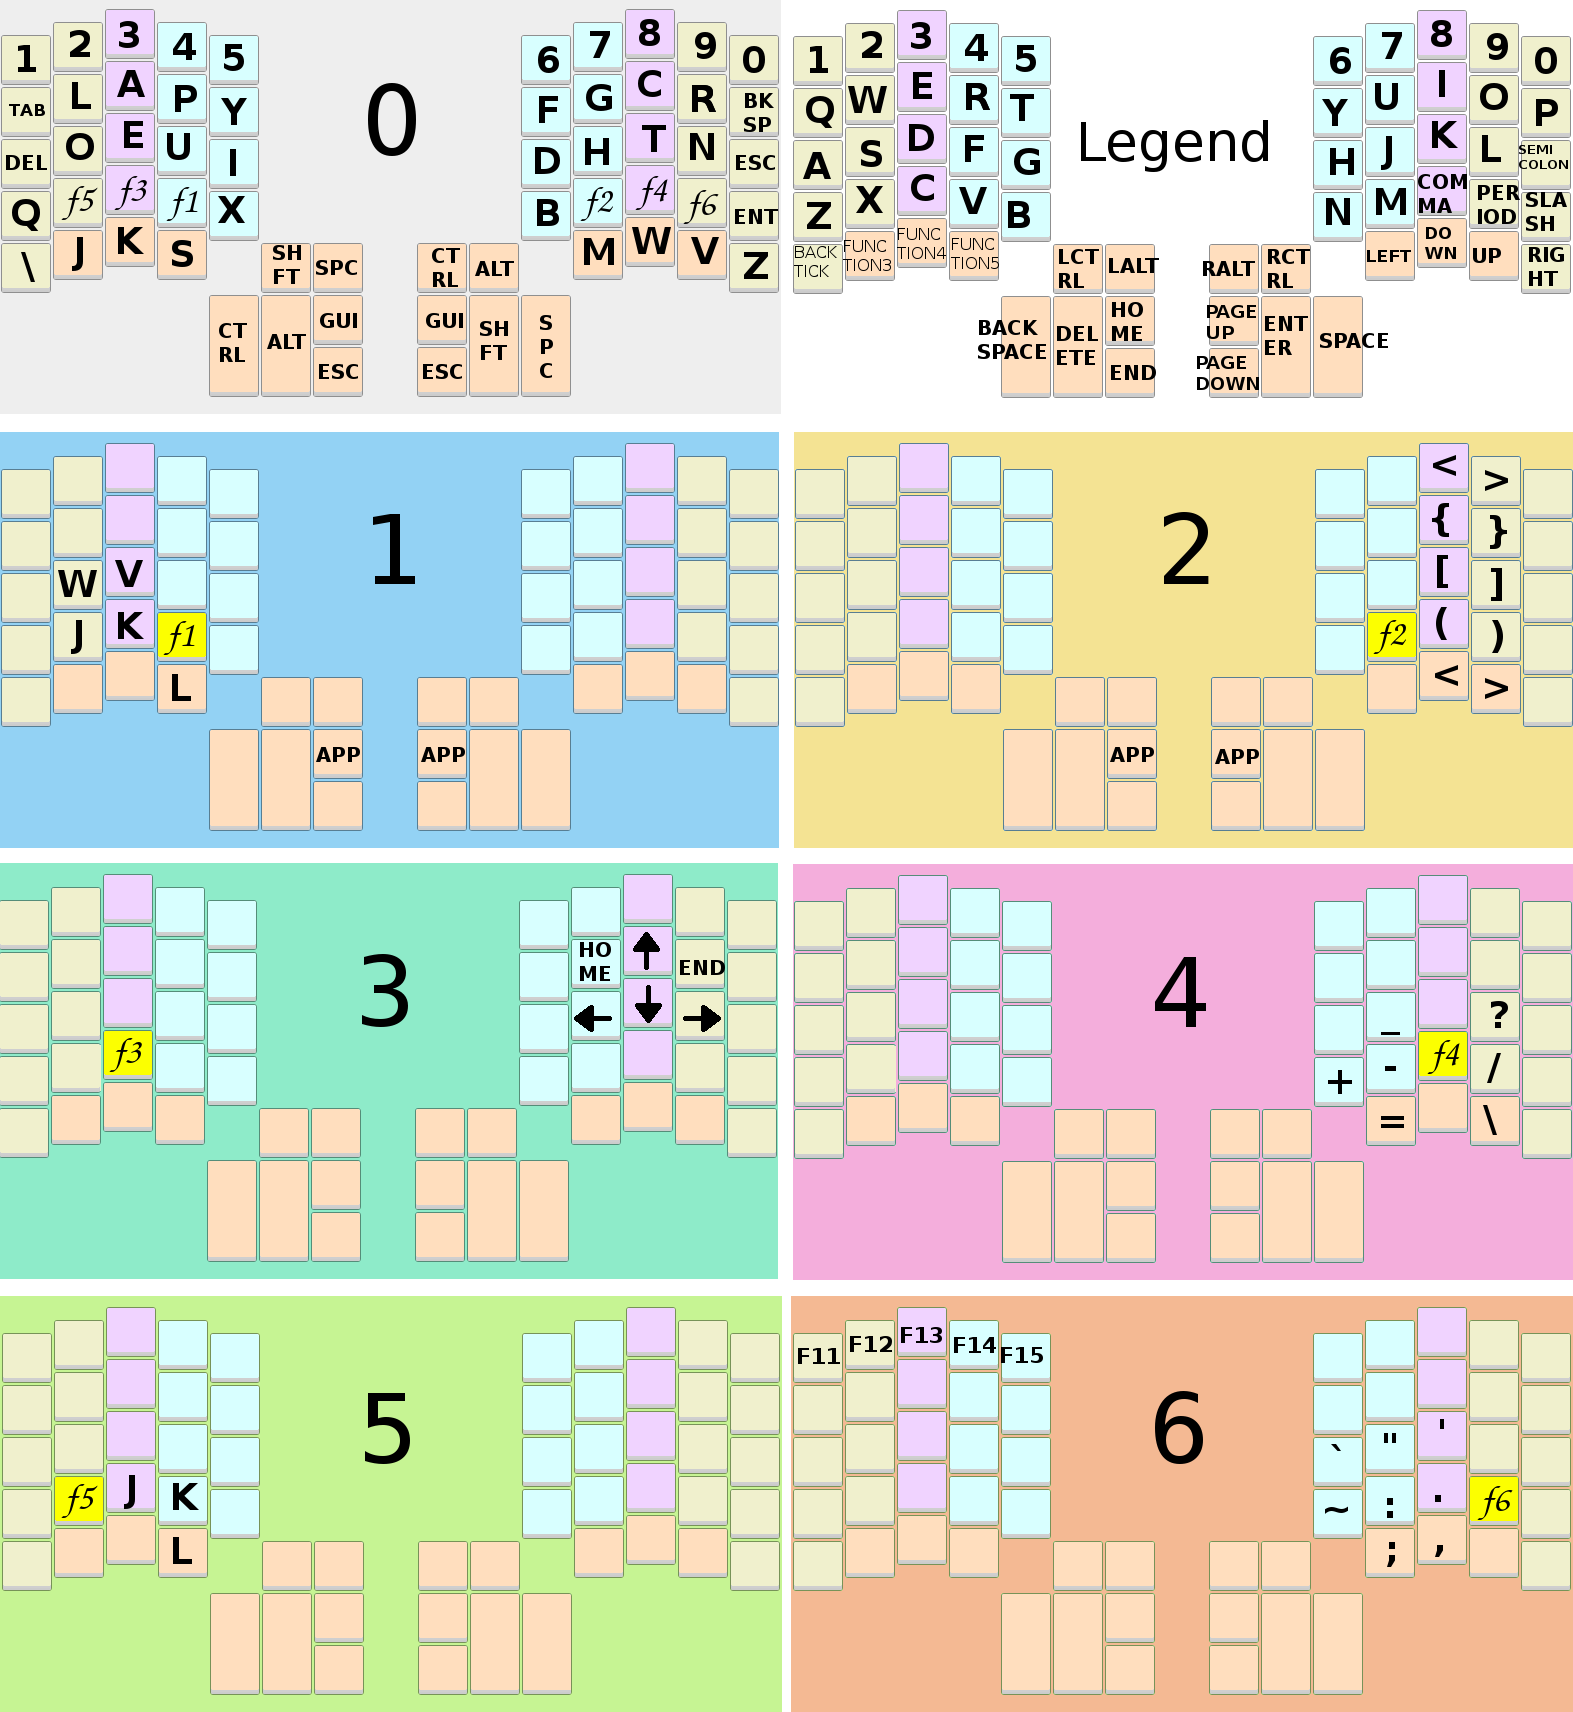 1 2 3 4 5 6 7 8 9 0
TAB L A P Y F G C R BK SP
DEL O E U I D H T N ESC
Q f5 f3 f1 X B f2 f4 f6 ENT
\ J K S M W V Z
0
SH FT SPC CT RL ALT
CT RL ALT GUI GUI SH FT S P C
ESC ESC
1 2 3 4 5 6 7 8 9 0
Q W E R T Y U I O P
A S D F G H J K L SEMI COLON
Z X C V B N M COM MA PER IOD SLA SH
BACK TICK FUNC TION3 FUNC TION4 FUNC TION5 LEFT DO WN UP RIG HT
Legend
LCT RL LALT RALT RCT RL
BACK SPACE DEL ETE HO ME PAGE UP ENT ER SPACE
END PAGE DOWN
1
W V
J K f1
L
APP APP
2
< >
{ }
[ ]
f2 ( )
< >
APP APP
3
HO ME ↑ END
← ↓ →
f3
4
_ ?
+ - f4 /
= \
5
f5 J K
L
6
F11 F12 F13 F14 F15
` " '
~ : . f6
; ,